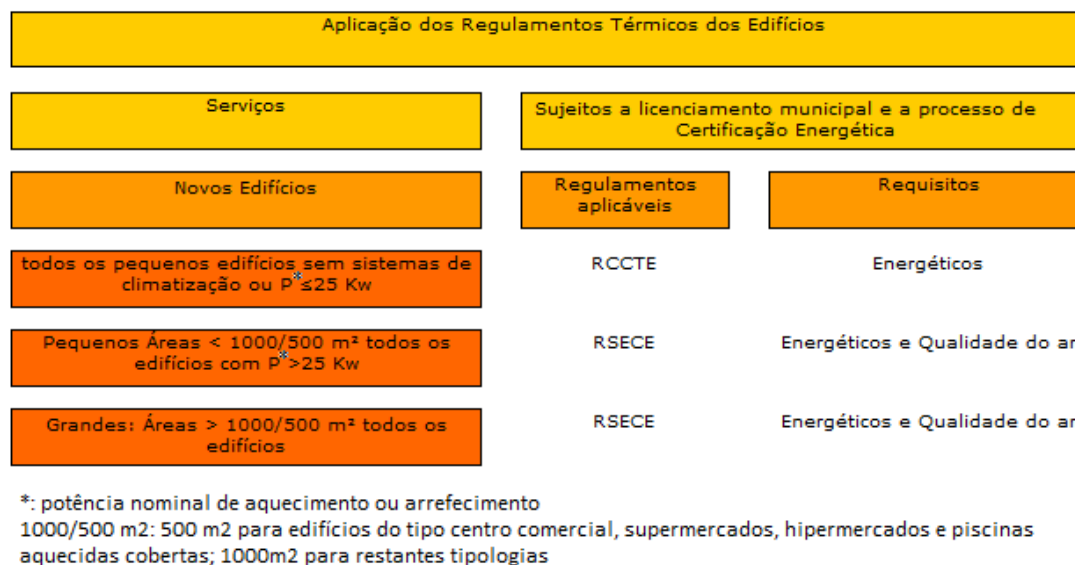 Aplicação dos Regulamentos Térmicos dos Edifícios
Serviços
Sujeitos a licenciamento municipal e a processo de
Certificação Energética
Novos Edifícios
Regulamentos
aplicáveis
Requisitos
todos os pequenos edifícios sem sistemas de
climatização ou P*≤25 Kw
RCCTE
Energéticos
Pequenos Áreas < 1000/500 m² todos os
edifícios com P*>25 Kw
RSECE
Energéticos e Qualidade do ar
Grandes: Áreas > 1000/500 m² todos os
edifícios
RSECE
Energéticos e Qualidade do ar
*: potência nominal de aquecimento ou arrefecimento
1000/500 m2: 500 m2 para edifícios do tipo centro comercial, supermercados, hipermercados e piscinas
aquecidas cobertas; 1000m2 para restantes tipologias